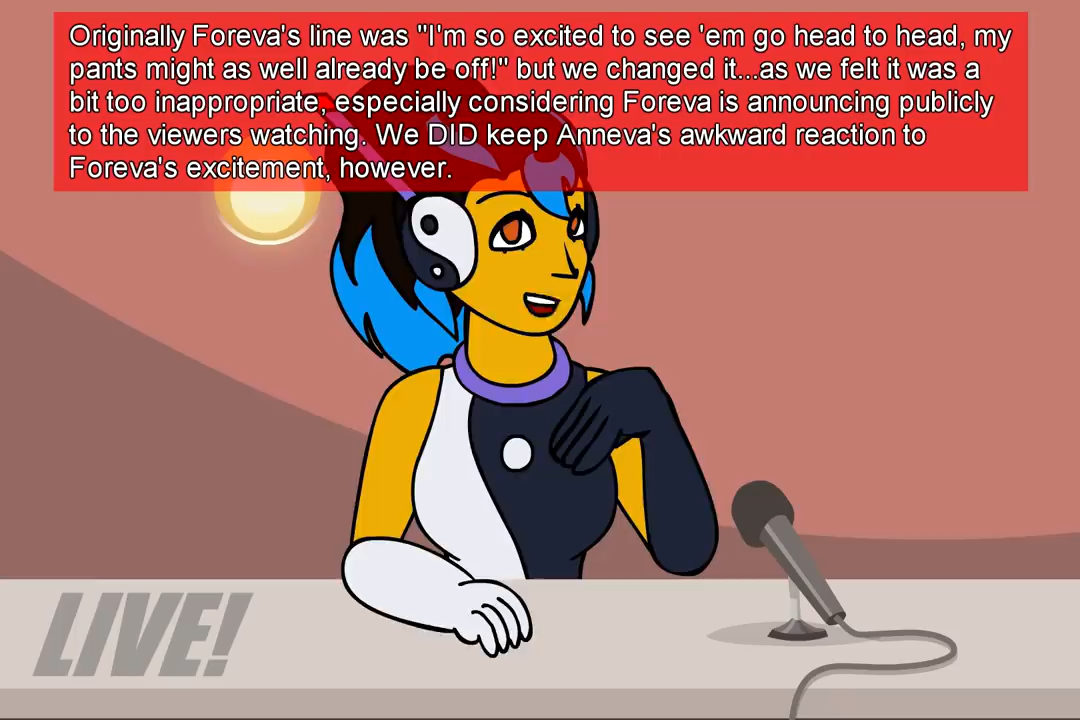 Originally Foreva's line was "I'm so excited to see 'em go head to head, my
pants might as well already be off!" but we changed it...as we felt it was a
bit too inappropriate, especially considering Foreva is announcing publicly
to the viewers watching. We DID keep Anneva's awkward reaction to
Foreva's excitement, however.
LIVE!